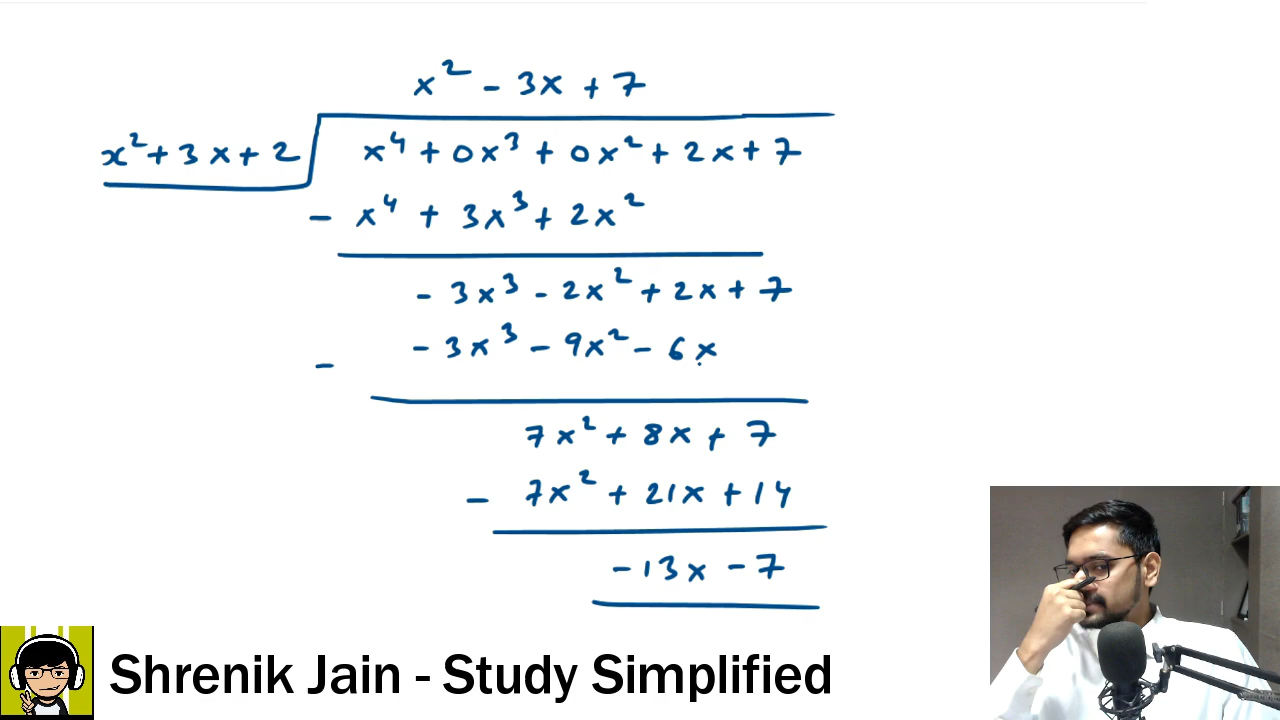 x² - 3x + 7
x² + 3x + 2 x⁴ + 0x³ + 0x² + 2x + 7
- x⁴ + 3x³ + 2x²
- 3x³ - 2x² + 2x + 7
- - 3x³ - 9x² - 6x
7x² + 8x + 7
- 7x² + 21x + 14
- 13x - 7
Shrenik Jain - Study Simplified